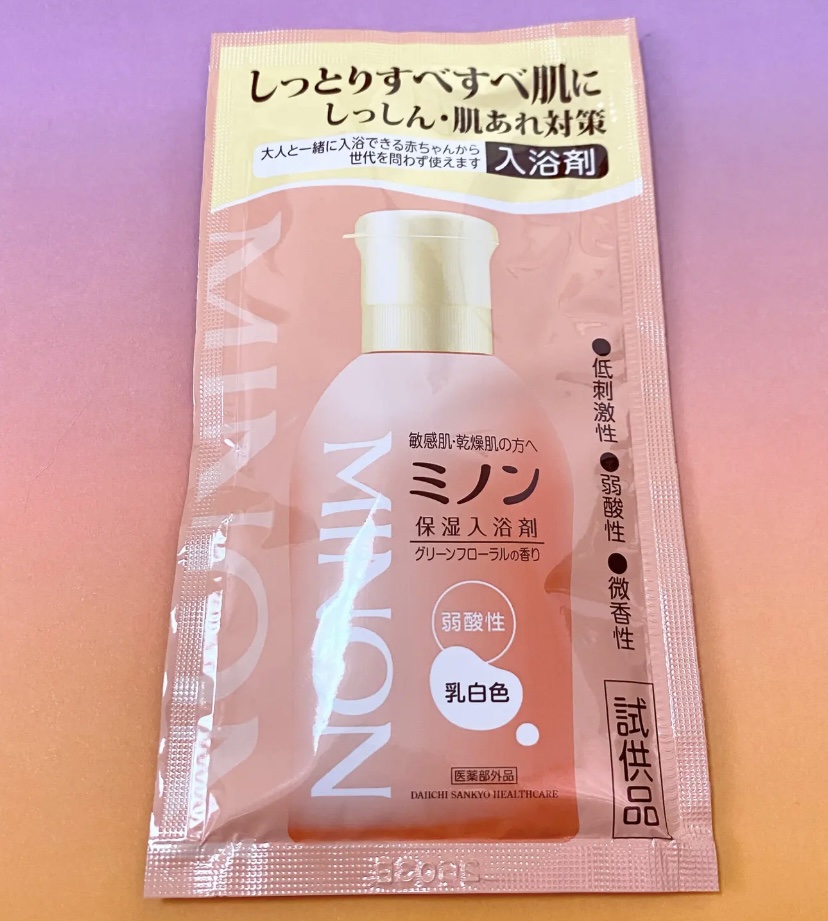 しっとりすべすべ肌に
しっしん・肌あれ対策
大人と一緒に入浴できる赤ちゃんから
世代を問わず使えます
入浴剤
MINON
MINON
敏感肌・乾燥肌の方へ
ミノン
保湿入浴剤
グリーンフローラルの香り
弱酸性
乳白色
医薬部外品
DAIICHI SANKYO HEALTHCARE
●低刺激性 ●弱酸性 ●微香性
試供品